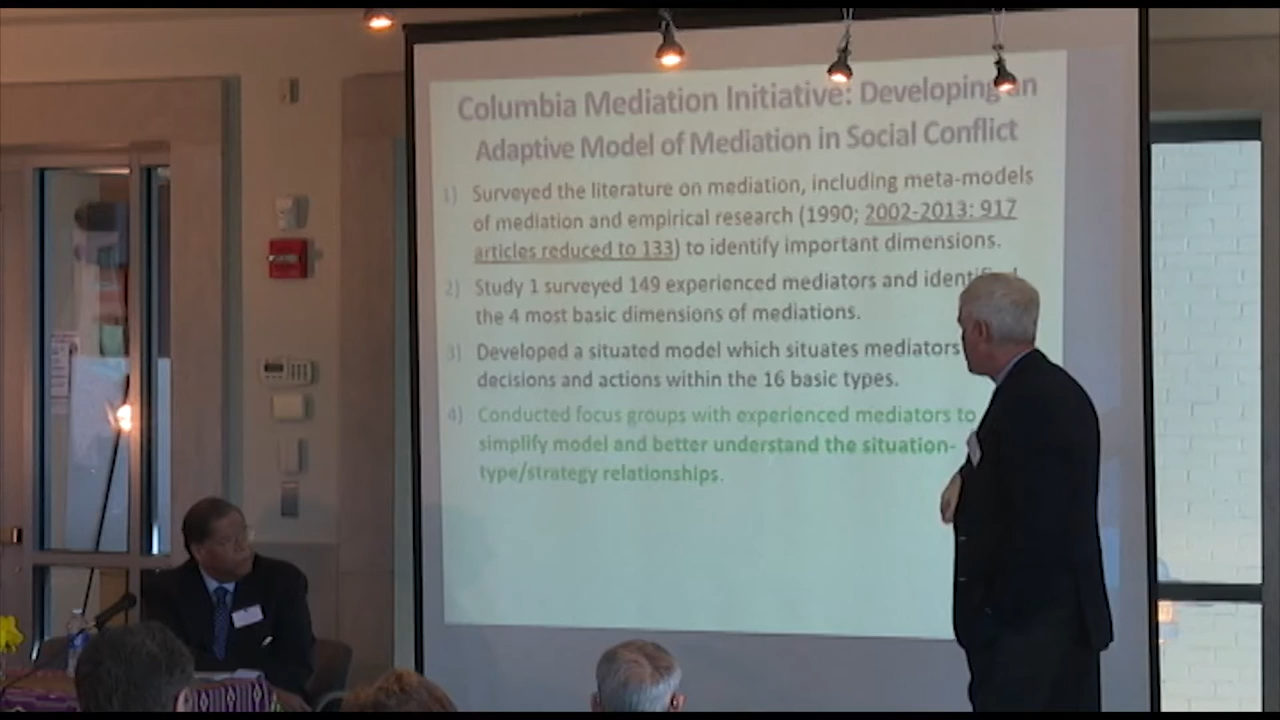 Columbia Mediation Initiative: Developing an
Adaptive Model of Mediation in Social Conflict
1) Surveyed the literature on mediation, including meta-models
of mediation and empirical research (1990; 2002-2013: 917
articles reduced to 133) to identify important dimensions.
2) Study 1 surveyed 149 experienced mediators and identified
the 4 most basic dimensions of mediations.
3) Developed a situated model which situates mediators
decisions and actions within the 16 basic types.
4) Conducted focus groups with experienced mediators to
simplify model and better understand the situation-
type/strategy relationships.